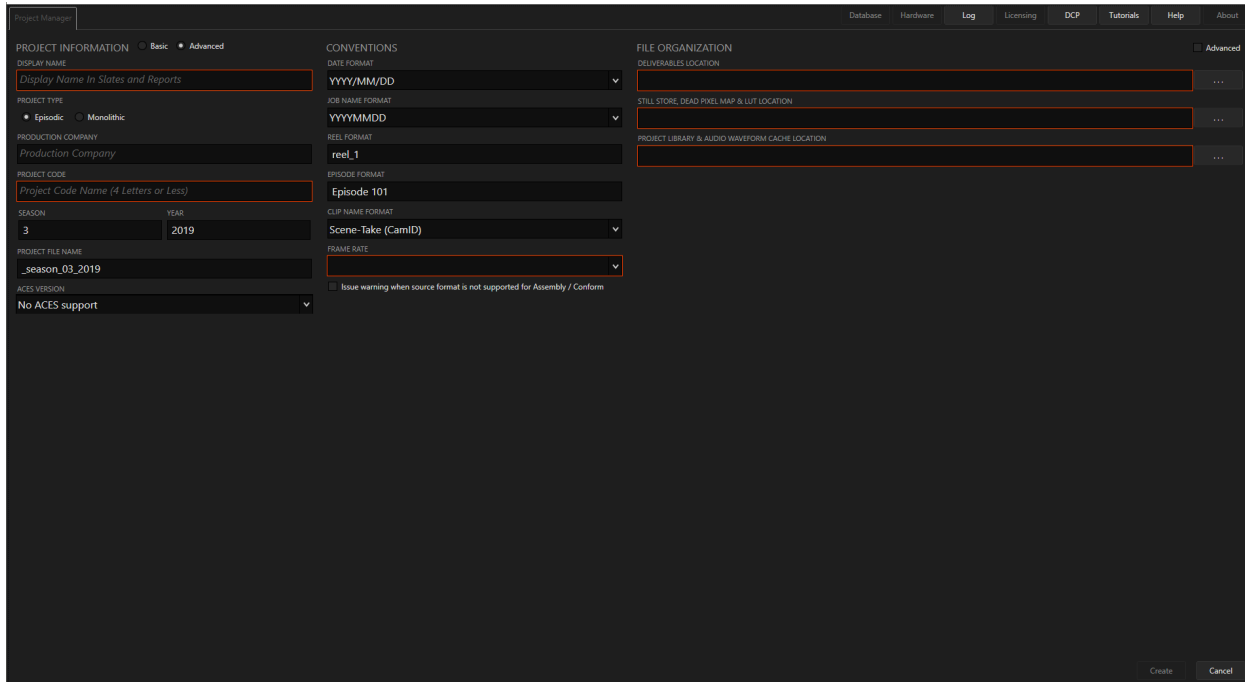 Project Manager
Database Hardware Log Licensing DCP Tutorials Help About
PROJECT INFORMATION Basic Advanced
DISPLAY NAME
Display Name In Slates and Reports
PROJECT TYPE
Episodic Monolithic
PRODUCTION COMPANY
Production Company
PROJECT CODE
Project Code Name (4 Letters or Less)
SEASON YEAR
3 2019
PROJECT FILE NAME
_season_03_2019
ACES VERSION
No ACES support
CONVENTIONS
DATE FORMAT
YYYY/MM/DD
JOB NAME FORMAT
YYYYMMDD
REEL FORMAT
reel_1
EPISODE FORMAT
Episode 101
CLIP NAME FORMAT
Scene-Take (CamID)
FRAME RATE
Issue warning when source format is not supported for Assembly / Conform
FILE ORGANIZATION Advanced
DELIVERABLES LOCATION
...
STILL STORE, DEAD PIXEL MAP & LUT LOCATION
...
PROJECT LIBRARY & AUDIO WAVEFORM CACHE LOCATION
...
Create Cancel